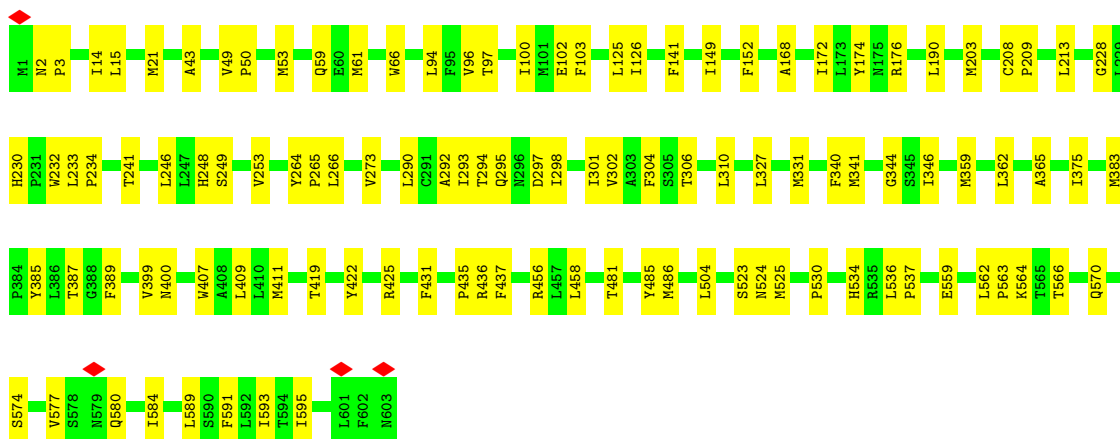 M1 N2 P3 I14 L15 M21 A43 V49 P50 M53 Q59 E60 M61 W66 L94 F95 V96 T97 I100 M101 E102 F103 L125 I126 F141 I149 F152 A168 I172 L173 Y174 N175 R176 L190 M203 C208 P209 L213 G228 L229
H230 P231 W232 L233 P234 T241 L246 L247 H248 S249 V253 Y264 P265 L266 V273 L290 C291 A292 I293 T294 Q295 N296 D297 I298 I301 V302 A303 F304 S305 T306 L310 L327 M331 F340 M341 G344 S345 I346 M359 L362 A365 I375 M383
P384 Y385 L386 T387 G388 F389 V399 N400 W407 A408 L409 L410 M411 T419 Y422 R425 F431 P435 R436 F437 R456 L457 L458 T481 Y485 M486 L504 S523 N524 M525 P530 H534 R535 L536 P537 E559 L562 P563 K564 T565 T566 Q570
S574 V577 S578 N579 Q580 I584 L589 S590 F591 L592 I593 T594 I595 L601 F602 N603